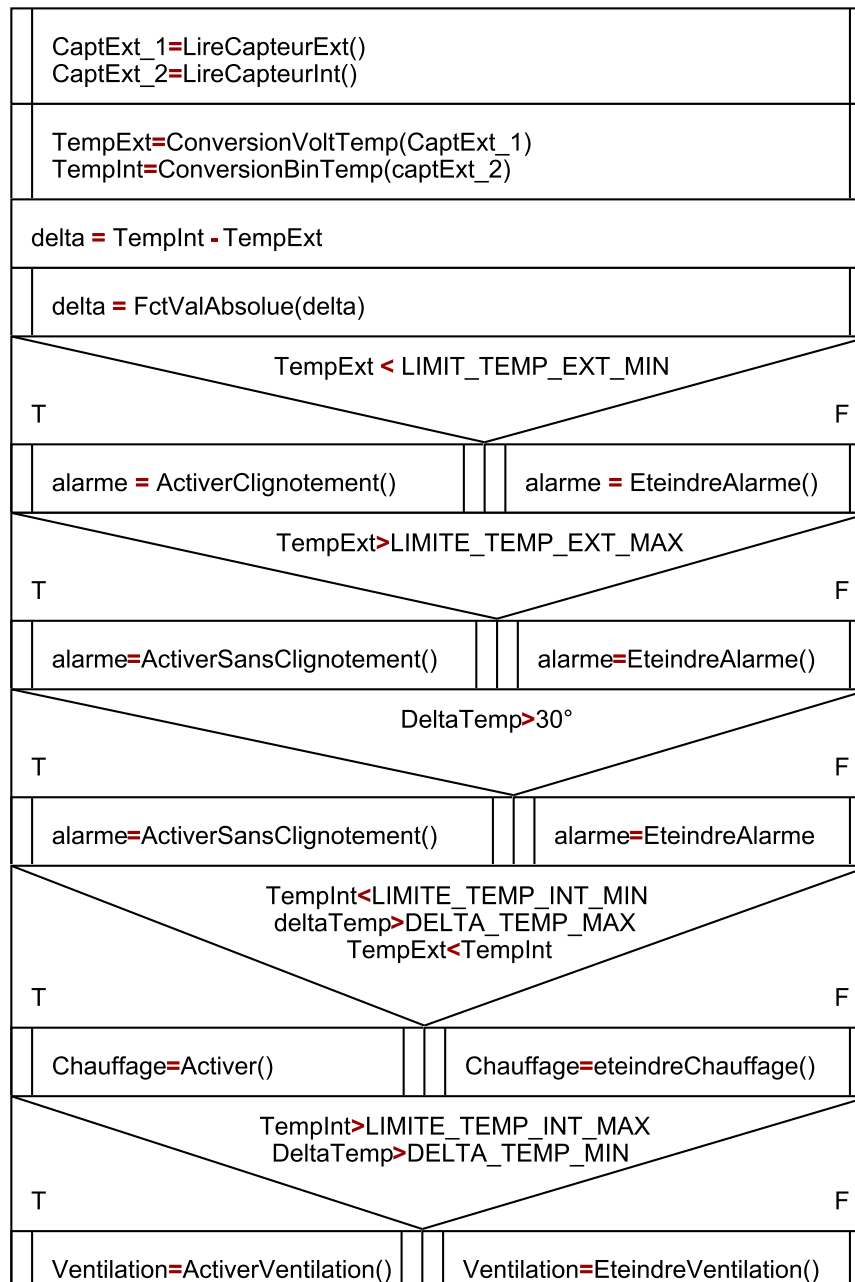 CaptExt_1=LireCapteurExt()
CaptExt_2=LireCapteurInt()
TempExt=ConversionVoltTemp(CaptExt_1)
TempInt=ConversionBinTemp(captExt_2)
delta = TempInt - TempExt
delta = FctValAbsolue(delta)
TempExt < LIMIT_TEMP_EXT_MIN
T F
alarme = ActiverClignotement() alarme = EteindreAlarme()
TempExt>LIMITE_TEMP_EXT_MAX
T F
alarme=ActiverSansClignotement() alarme=EteindreAlarme()
DeltaTemp>30°
T F
alarme=ActiverSansClignotement() alarme=EteindreAlarme
TempInt<LIMITE_TEMP_INT_MIN
deltaTemp>DELTA_TEMP_MAX
TempExt<TempInt
T F
Chauffage=Activer() Chauffage=eteindreChauffage()
TempInt>LIMITE_TEMP_INT_MAX
DeltaTemp>DELTA_TEMP_MIN
T F
Ventilation=ActiverVentilation() Ventilation=EteindreVentilation()